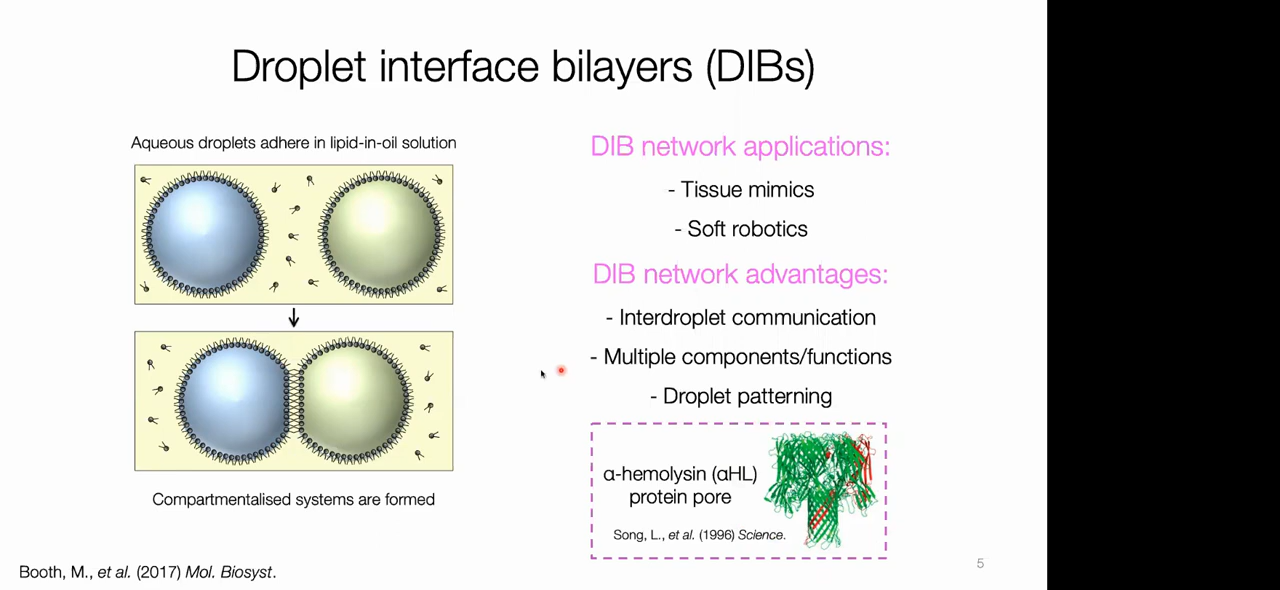 Droplet interface bilayers (DIBs)
Aqueous droplets adhere in lipid-in-oil solution
Compartmentalised systems are formed
DIB network applications:
- Tissue mimics
- Soft robotics
DIB network advantages:
- Interdroplet communication
- Multiple components/functions
- Droplet patterning
α-hemolysin (αHL)
protein pore
Song, L., et al. (1996) Science.
Booth, M., et al. (2017) Mol. Biosyst.
5